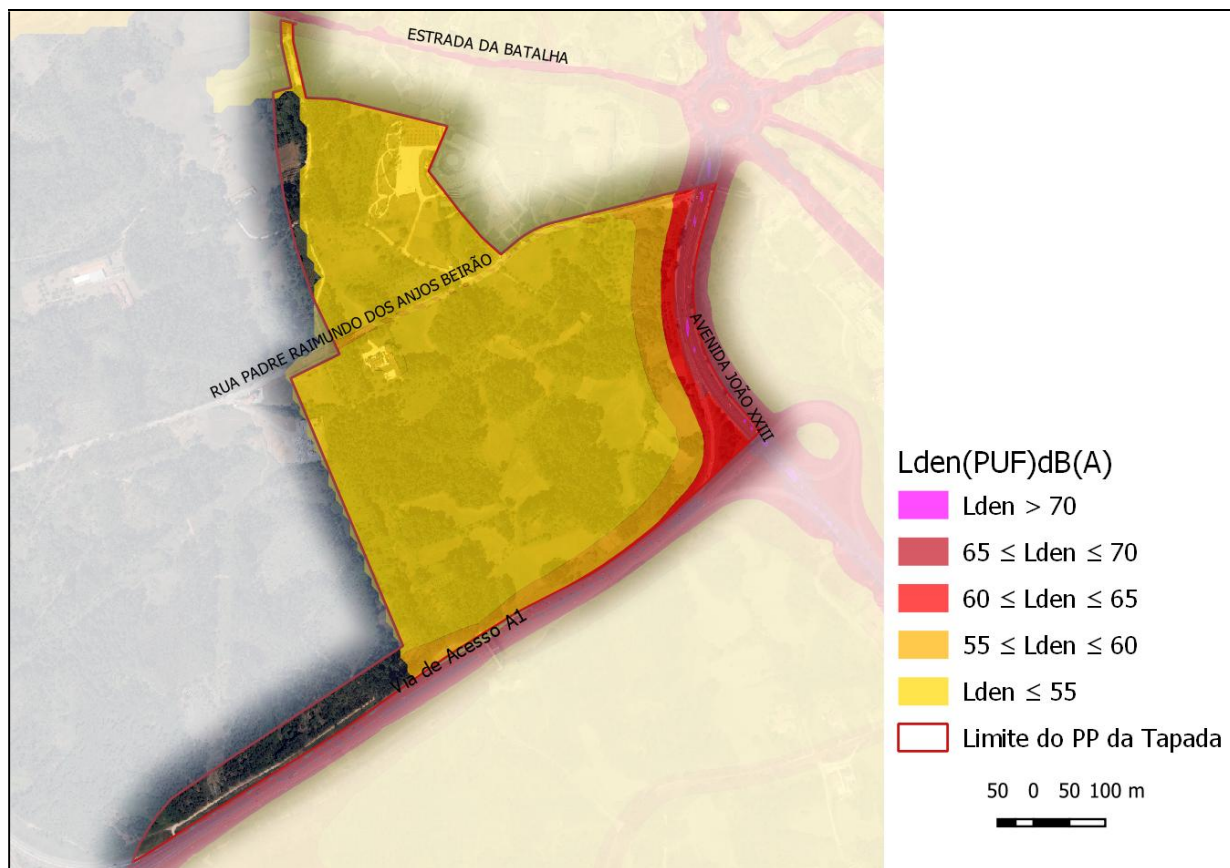 ESTRADA DA BATALHA
RUA PADRE RAIMUNDO DOS ANJOS BEIRÃO
AVENIDA JOÃO XXIII
Via de Acesso A1
Lden(PUF)dB(A)
Lden > 70
65 ≤ Lden ≤ 70
60 ≤ Lden ≤ 65
55 ≤ Lden ≤ 60
Lden ≤ 55
Limite do PP da Tapada
50 0 50 100 m